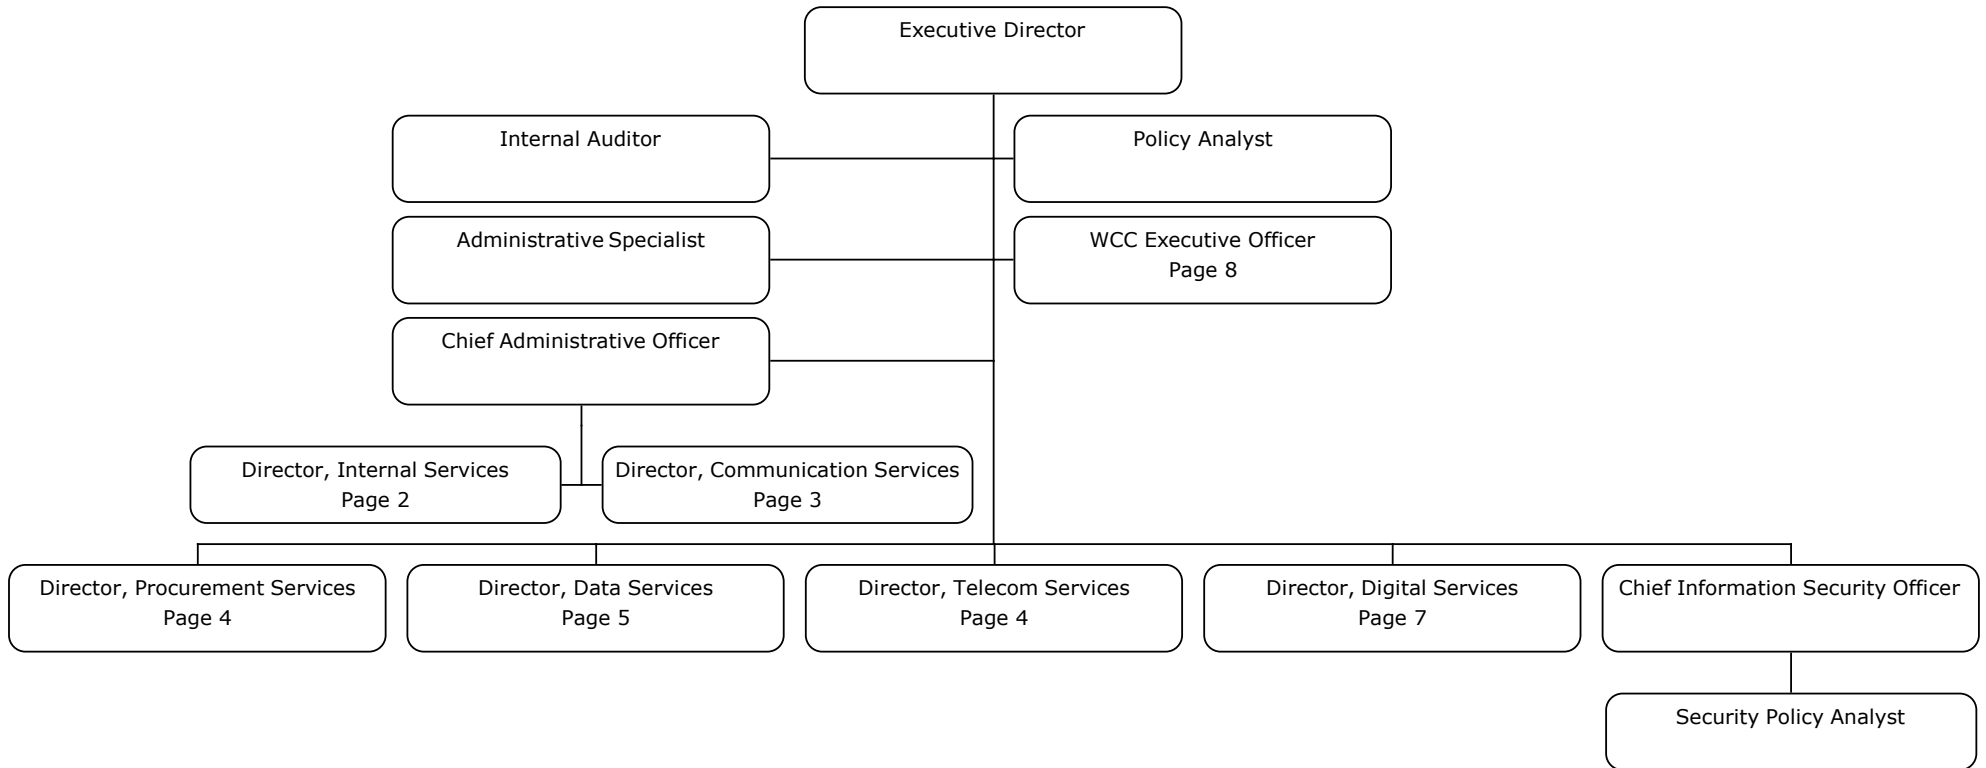 Executive Director
Internal Auditor
Policy Analyst
Administrative Specialist
WCC Executive Officer
Page 8
Chief Administrative Officer
Director, Internal Services
Page 2
Director, Communication Services
Page 3
Director, Procurement Services
Page 4
Director, Data Services
Page 5
Director, Telecom Services
Page 4
Director, Digital Services
Page 7
Chief Information Security Officer
Security Policy Analyst